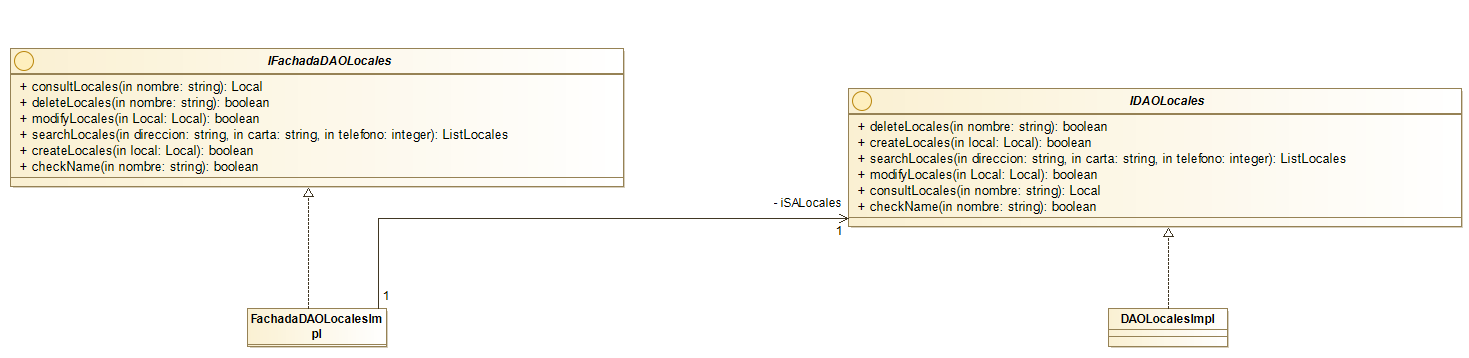 IFachadaDAOLocales
+ consultLocales(in nombre: string): Local
+ deleteLocales(in nombre: string): boolean
+ modifyLocales(in Local: Local): boolean
+ searchLocales(in direccion: string, in carta: string, in telefono: integer): ListLocales
+ createLocales(in local: Local): boolean
+ checkName(in nombre: string): boolean
IDAOLocales
+ deleteLocales(in nombre: string): boolean
+ createLocales(in local: Local): boolean
+ searchLocales(in direccion: string, in carta: string, in telefono: integer): ListLocales
+ modifyLocales(in Local: Local): boolean
+ consultLocales(in nombre: string): Local
+ checkName(in nombre: string): boolean
- iSALocales
1
1
FachadaDAOLocalesIm
pl
DAOLocalesImpl